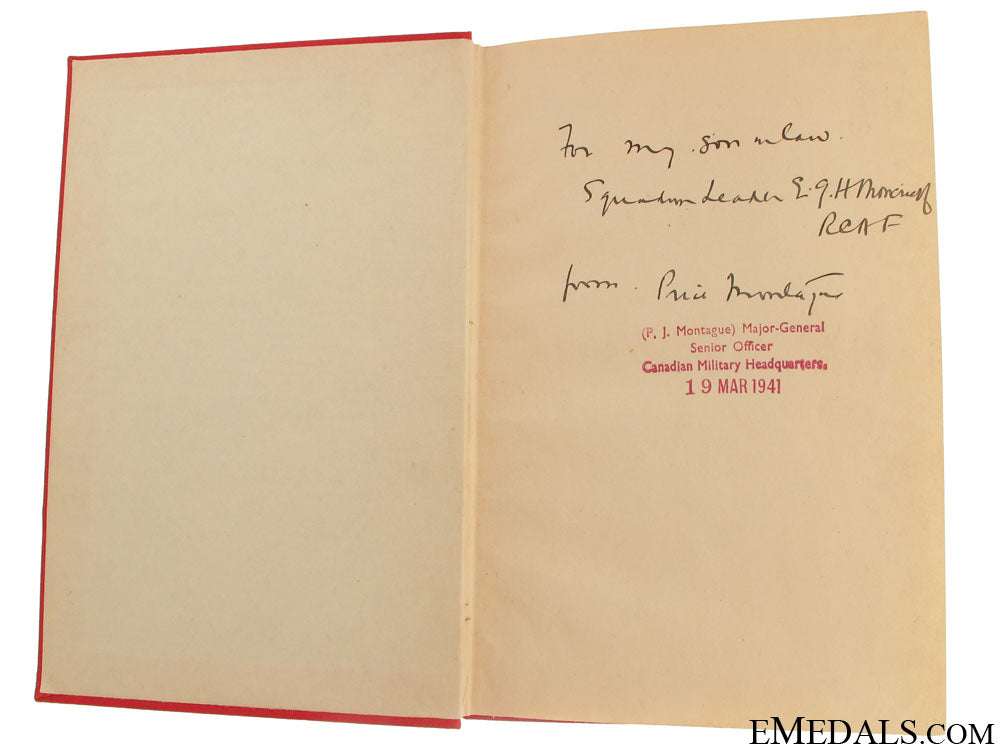 For my son in law.
Squadron Leader E. G. H Moncrieff
RCAF
from. Price Montague
(P. J. Montague) Major-General
Senior Officer
Canadian Military Headquarters.
19 MAR 1941
EMEDALS.COM